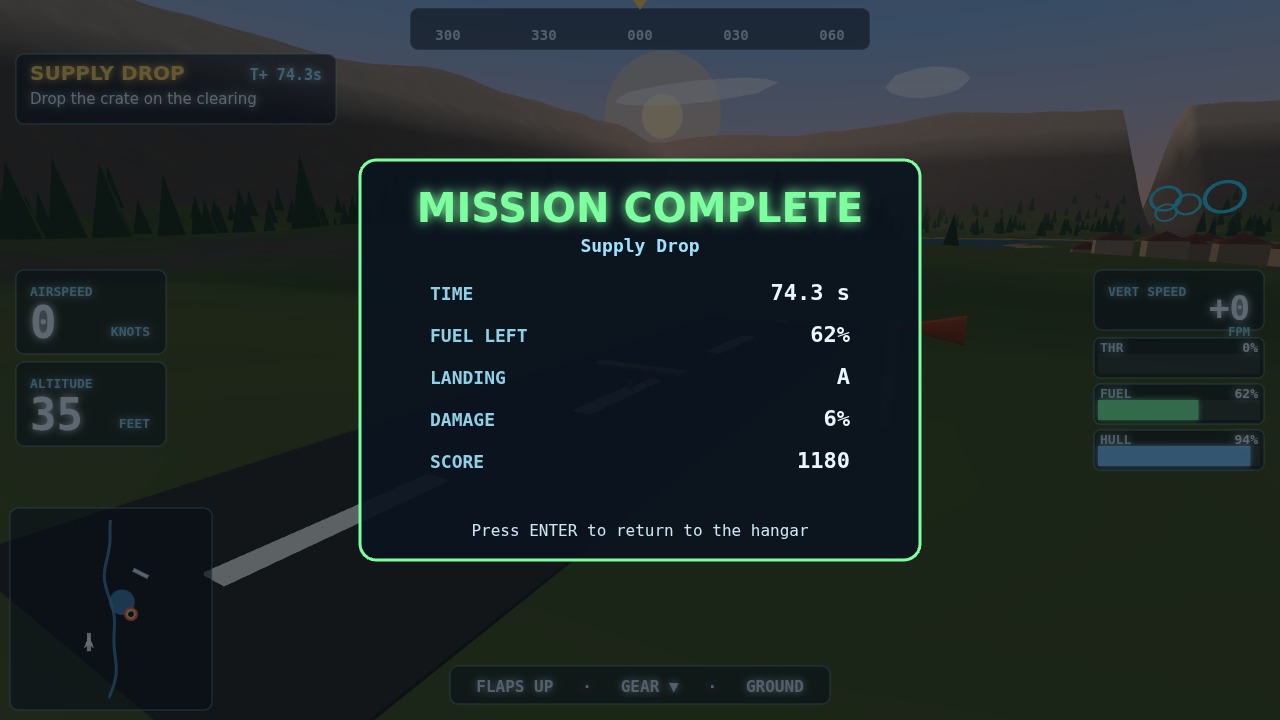 300 330 000 030 060
SUPPLY DROP T+ 74.3s
Drop the crate on the clearing
MISSION COMPLETE
Supply Drop
TIME 74.3 s
FUEL LEFT 62%
LANDING A
DAMAGE 6%
SCORE 1180
Press ENTER to return to the hangar
AIRSPEED
0 KNOTS
ALTITUDE
35 FEET
VERT SPEED
+0
FPM
THR 0%
FUEL 62%
HULL 94%
FLAPS UP · GEAR ▼ · GROUND